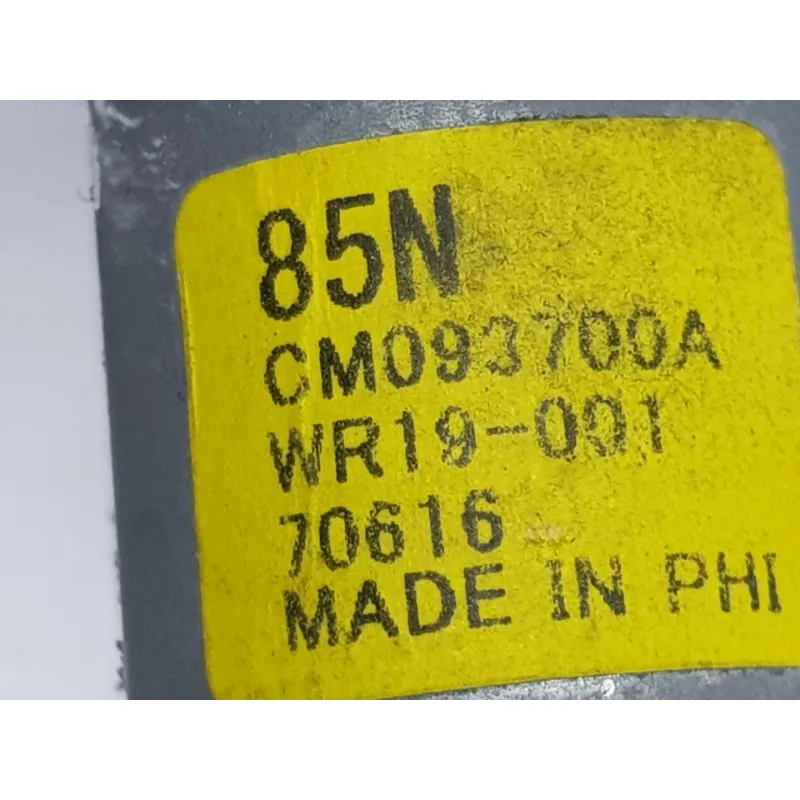 85N
CM093700A
WR19-001
70616
MADE IN PHI